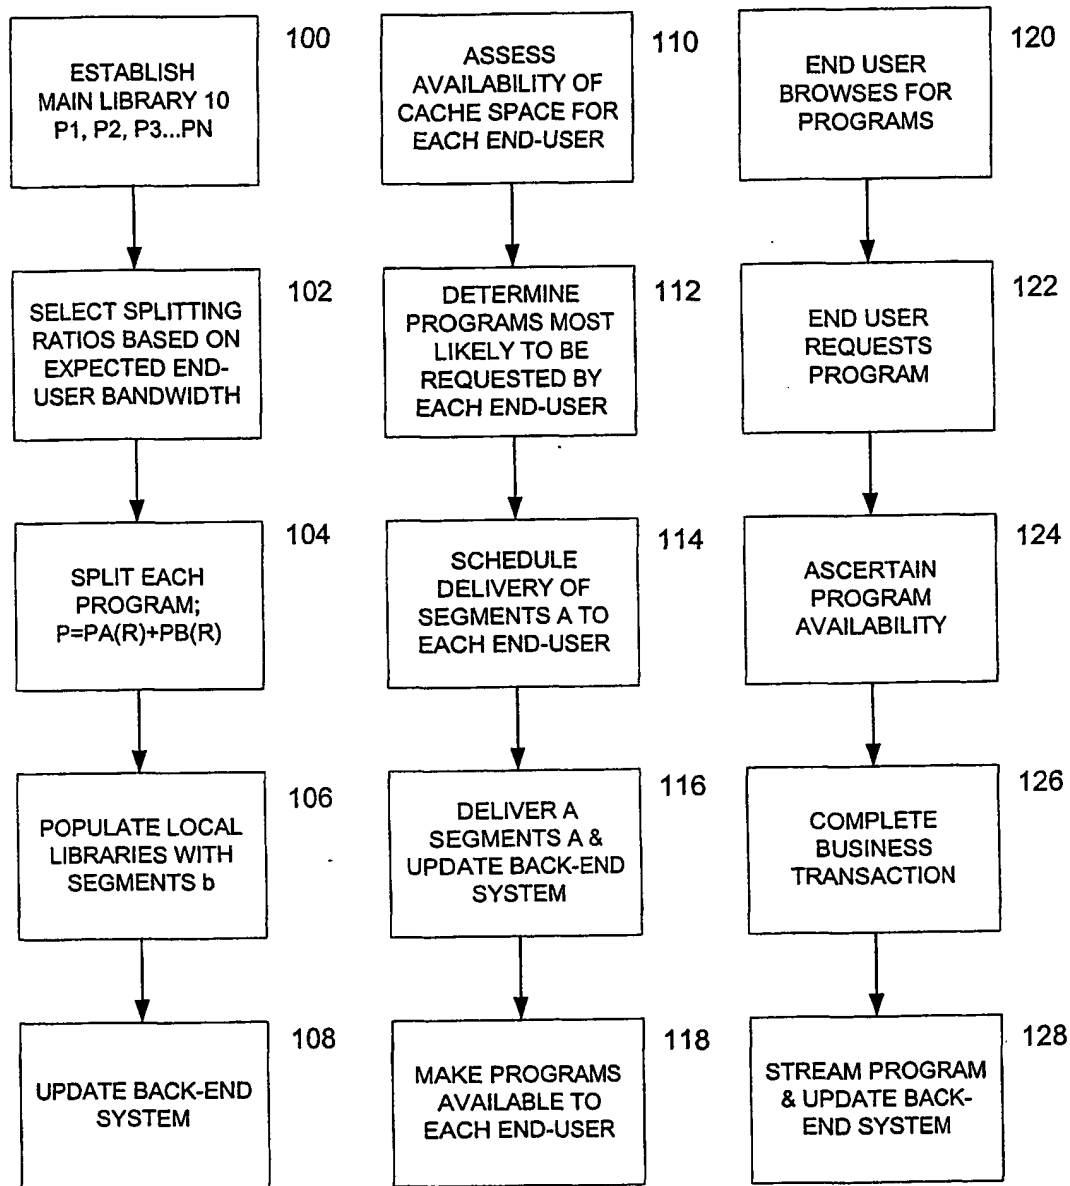 100
ESTABLISH
MAIN LIBRARY 10
P1, P2, P3...PN
102
SELECT SPLITTING
RATIOS BASED ON
EXPECTED END-
USER BANDWIDTH
104
SPLIT EACH
PROGRAM;
P=PA(R)+PB(R)
106
POPULATE LOCAL
LIBRARIES WITH
SEGMENTS b
108
UPDATE BACK-END
SYSTEM
110
ASSESS
AVAILABILITY OF
CACHE SPACE FOR
EACH END-USER
112
DETERMINE
PROGRAMS MOST
LIKELY TO BE
REQUESTED BY
EACH END-USER
114
SCHEDULE
DELIVERY OF
SEGMENTS A TO
EACH END-USER
116
DELIVER A
SEGMENTS A &
UPDATE BACK-END
SYSTEM
118
MAKE PROGRAMS
AVAILABLE TO
EACH END-USER
120
END USER
BROWSES FOR
PROGRAMS
122
END USER
REQUESTS
PROGRAM
124
ASCERTAIN
PROGRAM
AVAILABILITY
126
COMPLETE
BUSINESS
TRANSACTION
128
STREAM PROGRAM
& UPDATE BACK-
END SYSTEM